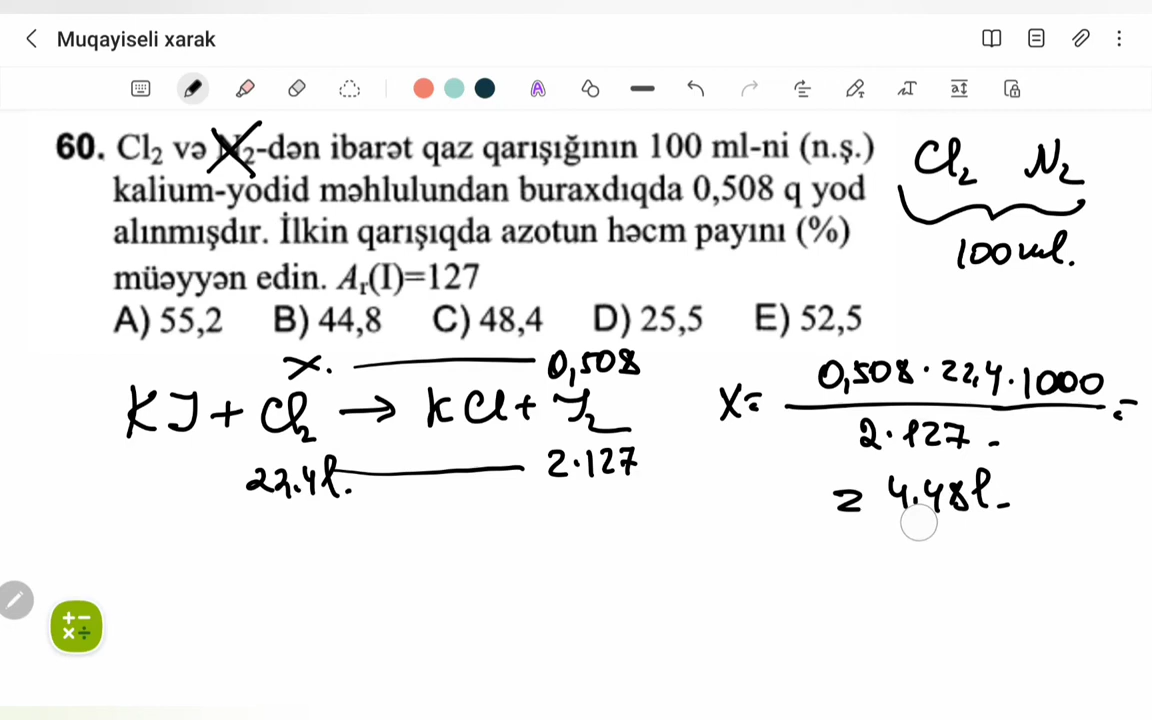 Muqayiseli xarak
60. Cl₂ və N₂-dən ibarət qaz qarışığının 100 ml-ni (n.ş.)
kalium-yodid məhlulundan buraxdıqda 0,508 q yod
alınmışdır. İlkin qarışıqda azotun həcm payını (%)
müəyyən edin. Aᵣ(I)=127
A) 55,2 B) 44,8 C) 48,4 D) 25,5 E) 52,5
Cl₂ N₂
100 ml.
x. 0,508
KJ + Cl₂ → KCl + J₂
22.4l. 2·127
X= 0,508 · 22,4 · 1000 =
2·127
= 4.48l